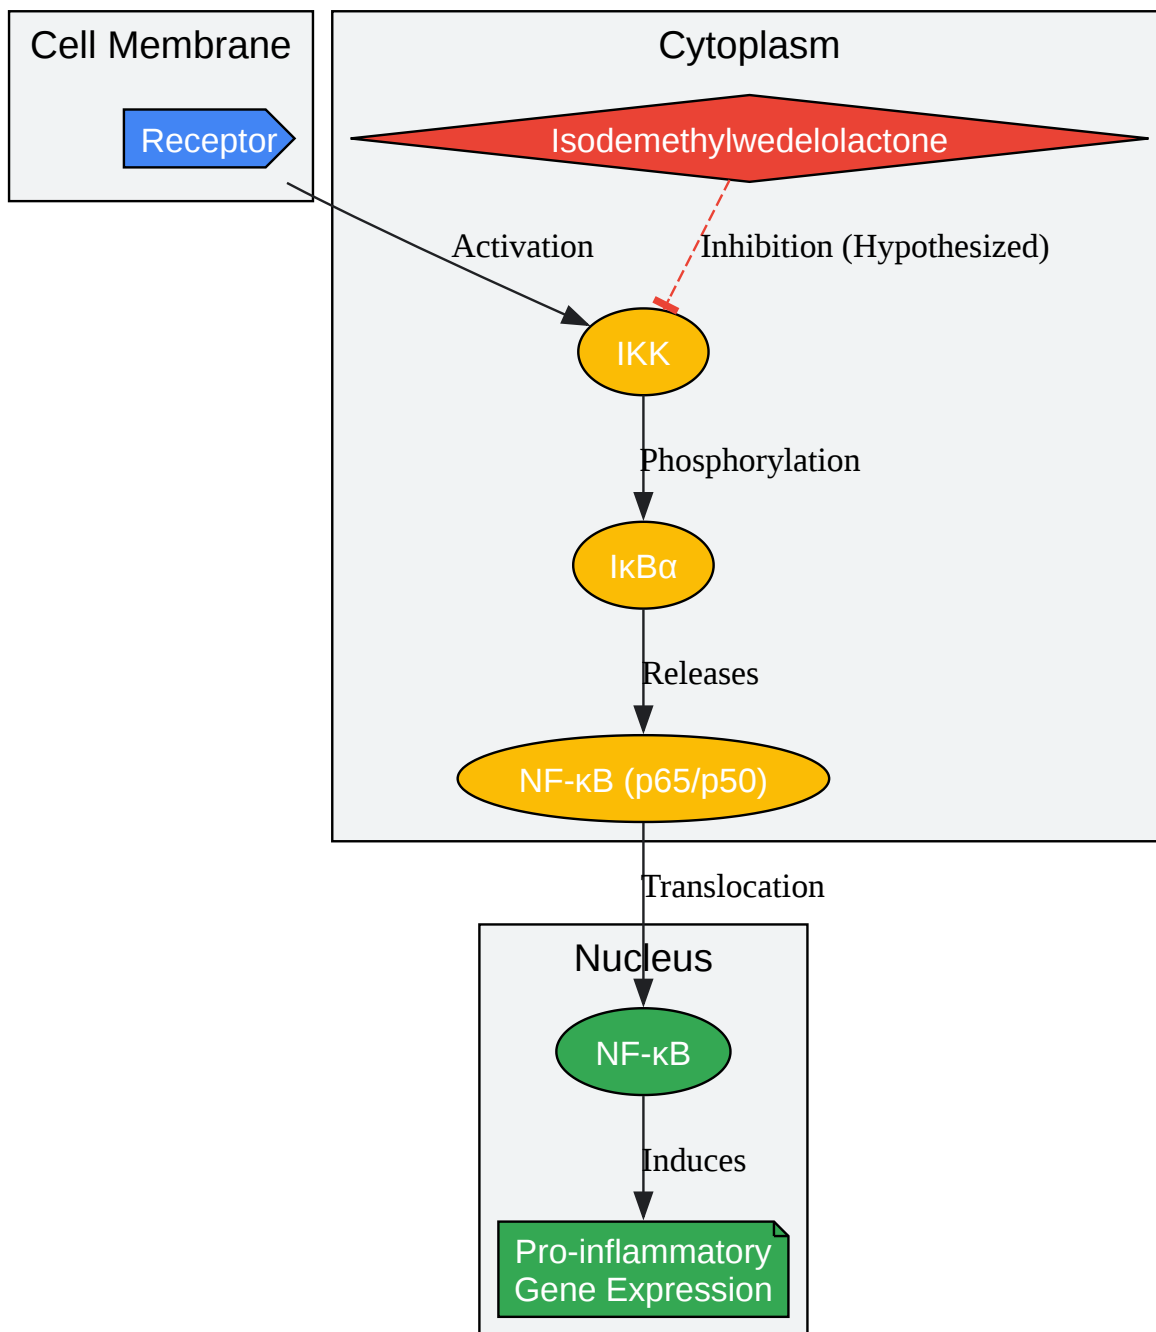 Cell Membrane
Cytoplasm
Receptor
Isodemethylwedelolactone
Activation
Inhibition (Hypothesized)
IKK
Phosphorylation
IκBα
Releases
NF-κB (p65/p50)
Translocation
Nucleus
NF-κB
Induces
Pro-inflammatory
Gene Expression